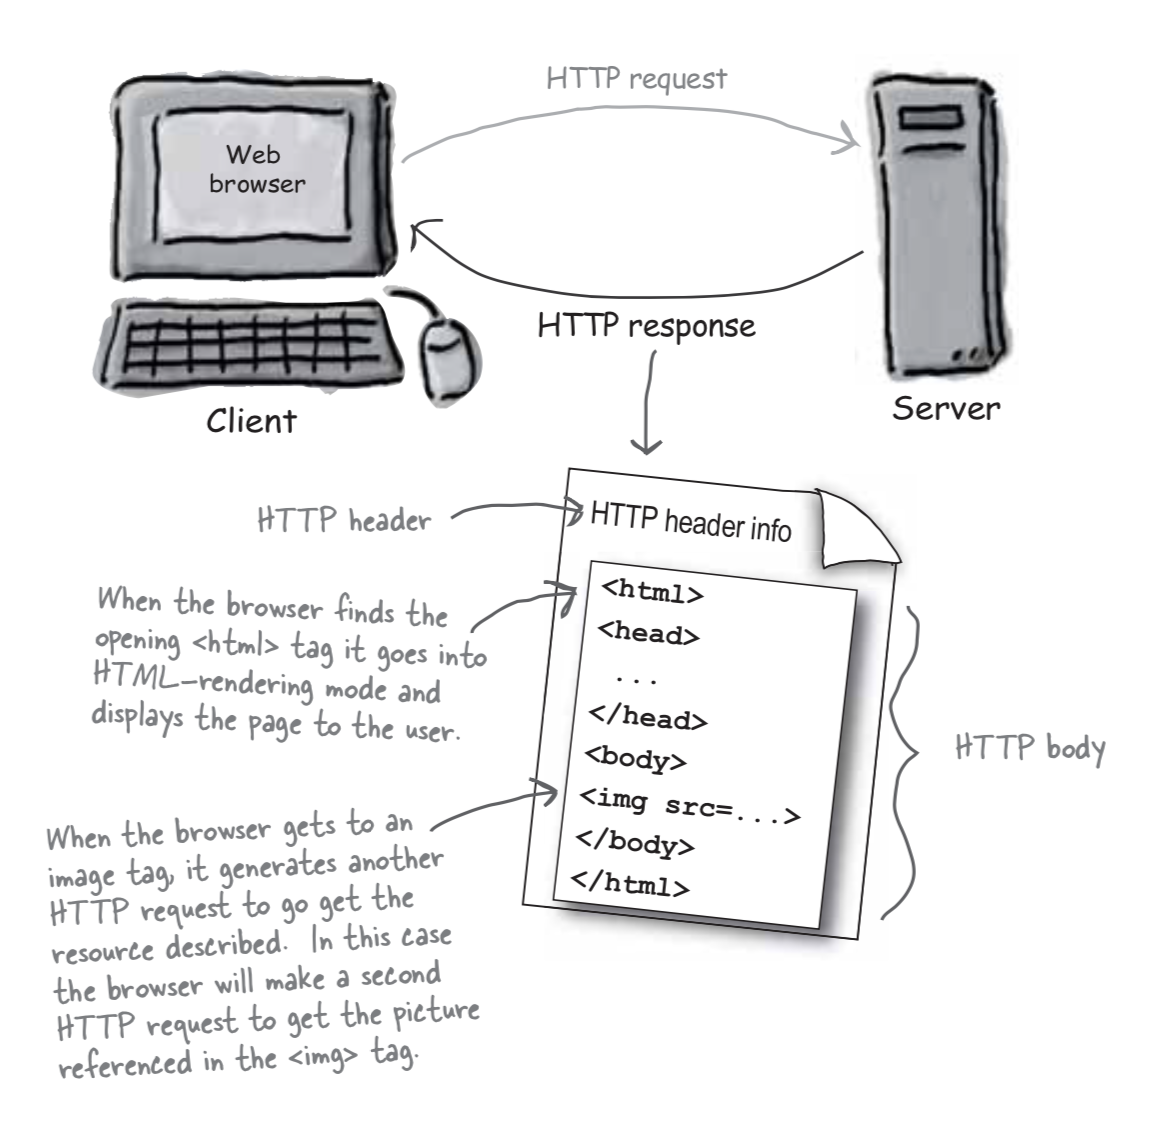 HTTP request
Web
browser
HTTP response
Client
Server
HTTP header
HTTP header info
When the browser finds the
opening <html> tag it goes into
HTML-rendering mode and
displays the page to the user.
<html>
<head>
...
</head>
<body>
<img src=...>
</body>
</html>
HTTP body
When the browser gets to an
image tag, it generates another
HTTP request to go get the
resource described. In this case
the browser will make a second
HTTP request to get the picture
referenced in the <img> tag.